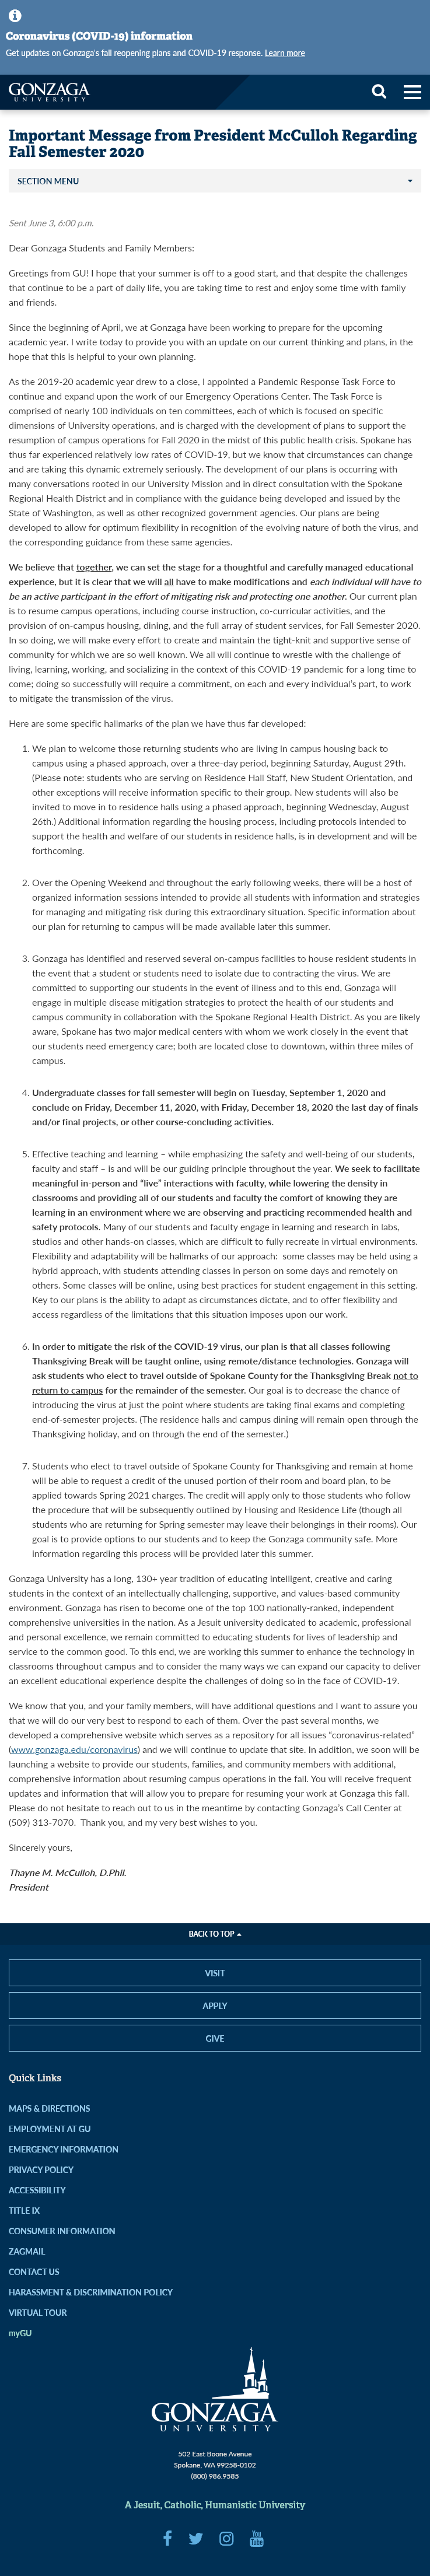 Coronavirus (COVID-19) information
Get updates on Gonzaga's fall reopening plans and COVID-19 response. Learn more
GONZAGA
UNIVERSITY
Important Message from President McCulloh Regarding
Fall Semester 2020
SECTION MENU
Sent June 3, 6:00 p.m.
Dear Gonzaga Students and Family Members:
Greetings from GU! I hope that your summer is off to a good start, and that despite the challenges
that continue to be a part of daily life, you are taking time to rest and enjoy some time with family
and friends.
Since the beginning of April, we at Gonzaga have been working to prepare for the upcoming
academic year. I write today to provide you with an update on our current thinking and plans, in the
hope that this is helpful to your own planning.
As the 2019-20 academic year drew to a close, I appointed a Pandemic Response Task Force to
continue and expand upon the work of our Emergency Operations Center. The Task Force is
comprised of nearly 100 individuals on ten committees, each of which is focused on specific
dimensions of University operations, and is charged with the development of plans to support the
resumption of campus operations for Fall 2020 in the midst of this public health crisis. Spokane has
thus far experienced relatively low rates of COVID-19, but we know that circumstances can change
and are taking this dynamic extremely seriously. The development of our plans is occurring with
many conversations rooted in our University Mission and in direct consultation with the Spokane
Regional Health District and in compliance with the guidance being developed and issued by the
State of Washington, as well as other recognized government agencies. Our plans are being
developed to allow for optimum flexibility in recognition of the evolving nature of both the virus, and
the corresponding guidance from these same agencies.
We believe that together, we can set the stage for a thoughtful and carefully managed educational
experience, but it is clear that we will all have to make modifications and each individual will have to
be an active participant in the effort of mitigating risk and protecting one another. Our current plan
is to resume campus operations, including course instruction, co-curricular activities, and the
provision of on-campus housing, dining, and the full array of student services, for Fall Semester 2020.
In so doing, we will make every effort to create and maintain the tight-knit and supportive sense of
community for which we are so well known. We all will continue to wrestle with the challenge of
living, learning, working, and socializing in the context of this COVID-19 pandemic for a long time to
come; doing so successfully will require a commitment, on each and every individual's part, to work
to mitigate the transmission of the virus.
Here are some specific hallmarks of the plan we have thus far developed:
1. We plan to welcome those returning students who are living in campus housing back to
campus using a phased approach, over a three-day period, beginning Saturday, August 29th.
(Please note: students who are serving on Residence Hall Staff, New Student Orientation, and
other exceptions will receive information specific to their group. New students will also be
invited to move in to residence halls using a phased approach, beginning Wednesday, August
26th.) Additional information regarding the housing process, including protocols intended to
support the health and welfare of our students in residence halls, is in development and will be
forthcoming.
2. Over the Opening Weekend and throughout the early following weeks, there will be a host of
organized information sessions intended to provide all students with information and strategies
for managing and mitigating risk during this extraordinary situation. Specific information about
our plan for returning to campus will be made available later this summer.
3. Gonzaga has identified and reserved several on-campus facilities to house resident students in
the event that a student or students need to isolate due to contracting the virus. We are
committed to supporting our students in the event of illness and to this end, Gonzaga will
engage in multiple disease mitigation strategies to protect the health of our students and
campus community in collaboration with the Spokane Regional Health District. As you are likely
aware, Spokane has two major medical centers with whom we work closely in the event that
our students need emergency care; both are located close to downtown, within three miles of
campus.
4. Undergraduate classes for fall semester will begin on Tuesday, September 1, 2020 and
conclude on Friday, December 11, 2020, with Friday, December 18, 2020 the last day of finals
and/or final projects, or other course-concluding activities.
5. Effective teaching and learning – while emphasizing the safety and well-being of our students,
faculty and staff – is and will be our guiding principle throughout the year. We seek to facilitate
meaningful in-person and "live" interactions with faculty, while lowering the density in
classrooms and providing all of our students and faculty the comfort of knowing they are
learning in an environment where we are observing and practicing recommended health and
safety protocols. Many of our students and faculty engage in learning and research in labs,
studios and other hands-on classes, which are difficult to fully recreate in virtual environments.
Flexibility and adaptability will be hallmarks of our approach:  some classes may be held using a
hybrid approach, with students attending classes in person on some days and remotely on
others. Some classes will be online, using best practices for student engagement in this setting.
Key to our plans is the ability to adapt as circumstances dictate, and to offer flexibility and
access regardless of the limitations that this situation imposes upon our work.
6. In order to mitigate the risk of the COVID-19 virus, our plan is that all classes following
Thanksgiving Break will be taught online, using remote/distance technologies. Gonzaga will
ask students who elect to travel outside of Spokane County for the Thanksgiving Break not to
return to campus for the remainder of the semester. Our goal is to decrease the chance of
introducing the virus at just the point that students are taking final exams and completing
end-of-semester projects. (The residence halls and campus dining will remain open through the
Thanksgiving holiday, and on through the end of the semester.)
7. Students who elect to travel outside of Spokane County for Thanksgiving and remain at home
will be able to request a credit of the unused portion of their room and board plan, to be
applied towards Spring 2021 charges. The credit will apply only to those students who follow
the procedure that will be subsequently outlined by Housing and Residence Life (though all
students who are returning for Spring semester may leave their belongings in their rooms). Our
goal is to provide options to our students and to keep the Gonzaga community safe. More
information regarding this process will be provided later this summer.
Gonzaga University has a long, 130+ year tradition of educating intelligent, creative and caring
students in the context of an intellectually challenging, supportive, and values-based community
environment. Gonzaga has risen to become one of the top 100 nationally-ranked, independent
comprehensive universities in the nation. As a Jesuit university dedicated to academic, professional
and personal excellence, we remain committed to educating students for lives of leadership and
service to the common good. To this end, we are working this summer to enhance the technology in
classrooms throughout campus and to consider the many ways we can expand our capacity to deliver
an excellent educational experience despite the challenges of doing so in the face of COVID-19.
We know that you, and your family members, will have additional questions and I want to assure you
that we will do our very best to respond to each of them. Over the past several months, we
developed a comprehensive website which serves as a repository for all issues "coronavirus-related"
(www.gonzaga.edu/coronavirus) and we will continue to update that site. In addition, we soon will be
launching a website to provide our students, families, and community members with additional,
comprehensive information about resuming campus operations in the fall. You will receive frequent
updates and information that will allow you to prepare for resuming your work at Gonzaga this fall.
Please do not hesitate to reach out to us in the meantime by contacting Gonzaga's Call Center at
(509) 313-7070.  Thank you, and my very best wishes to you.
Sincerely yours,
Thayne M. McCulloh, D.Phil.
President
BACK TO TOP
VISIT
APPLY
GIVE
Quick Links
MAPS & DIRECTIONS
EMPLOYMENT AT GU
EMERGENCY INFORMATION
PRIVACY POLICY
ACCESSIBILITY
TITLE IX
CONSUMER INFORMATION
ZAGMAIL
CONTACT US
HARASSMENT & DISCRIMINATION POLICY
VIRTUAL TOUR
myGU
GONZAGA
UNIVERSITY
502 East Boone Avenue
Spokane, WA 99258-0102
(800) 986.9585
A Jesuit, Catholic, Humanistic University
You
Tube